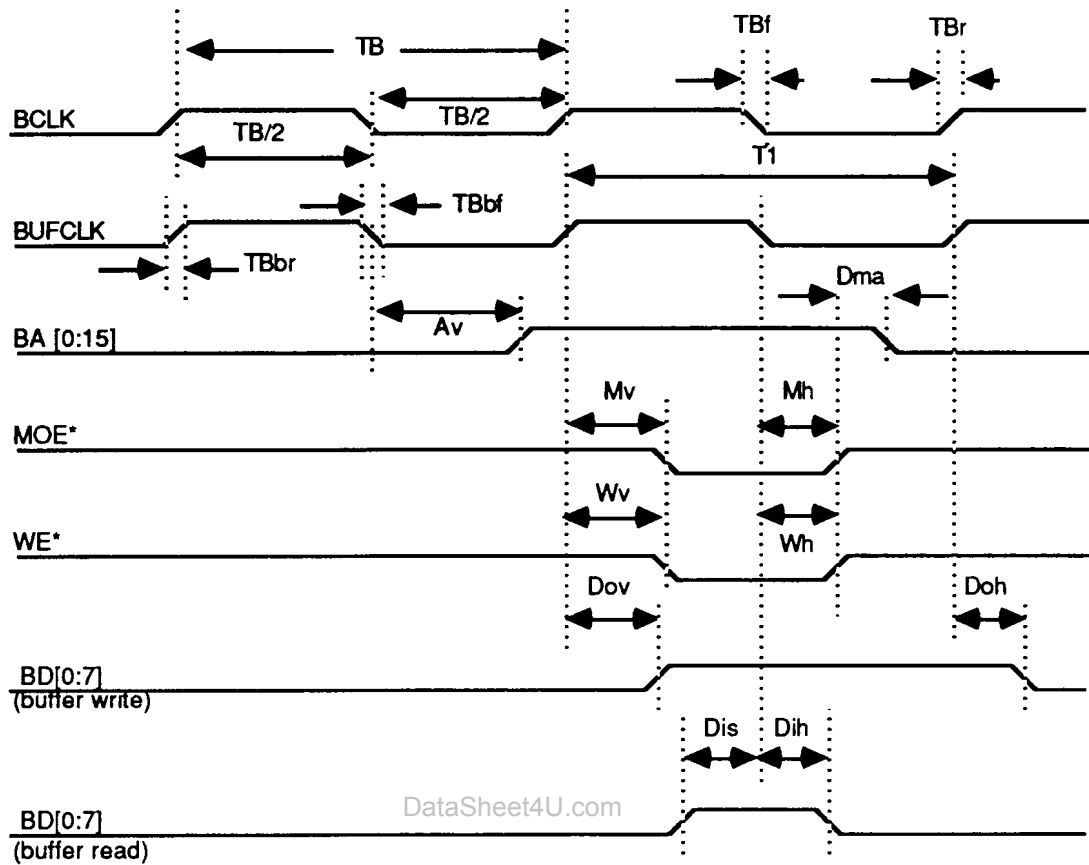 TB
TBf
TBr
BCLK
TB/2
TB/2
T1
BUFCLK
TBbf
TBbr
Dma
Av
BA [0:15]
Mv
Mh
MOE*
Wv
Wh
WE*
Dov
Doh
BD[0:7]
(buffer write)
Dis
Dih
DataSheet4U.com
BD[0:7]
(buffer read)